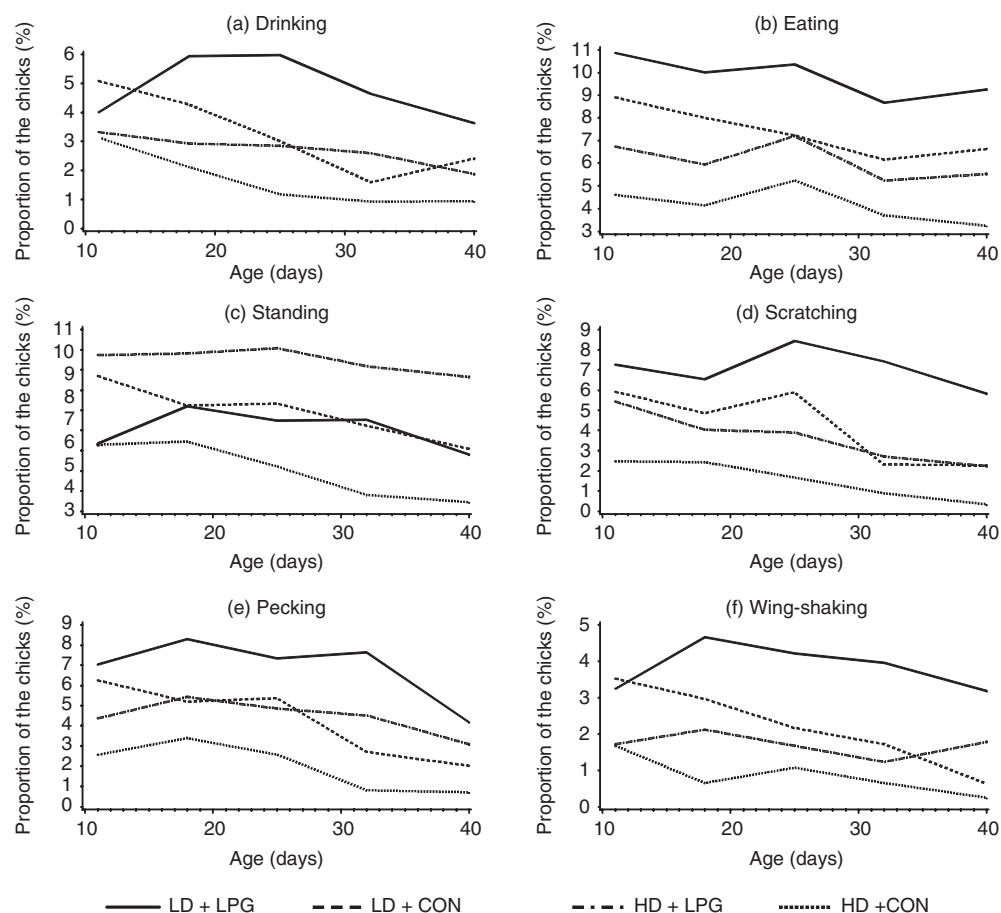 (a) Drinking
Proportion of the chicks (%)
6
5
4
3
2
1
0
10 20 30 40
Age (days)
(b) Eating
Proportion of the chicks (%)
11
10
9
8
7
6
5
4
3
10 20 30 40
Age (days)
(c) Standing
Proportion of the chicks (%)
11
10
9
8
7
6
5
4
3
10 20 30 40
Age (days)
(d) Scratching
Proportion of the chicks (%)
9
8
7
6
5
4
3
2
1
0
10 20 30 40
Age (days)
(e) Pecking
Proportion of the chicks (%)
9
8
7
6
5
4
3
2
1
0
10 20 30 40
Age (days)
(f) Wing-shaking
Proportion of the chicks (%)
5
4
3
2
1
0
10 20 30 40
Age (days)
LD + LPG LD + CON HD + LPG HD +CON